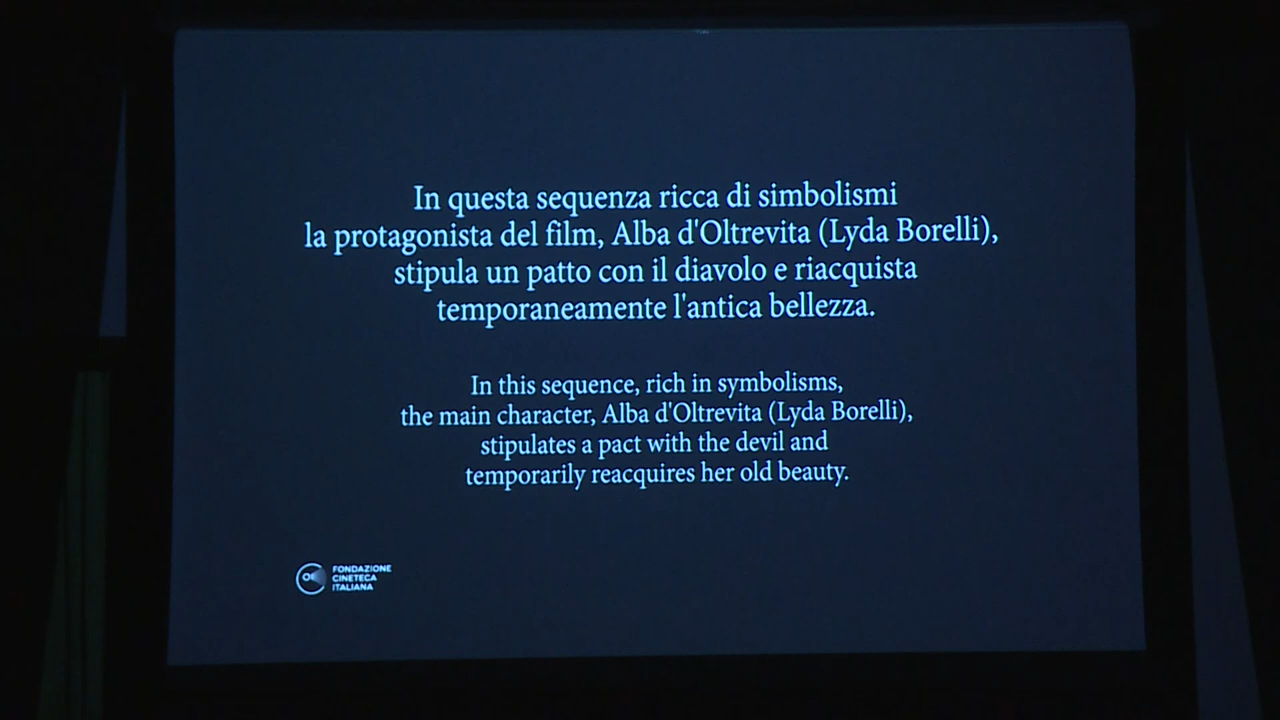 In questa sequenza ricca di simbolismi
la protagonista del film, Alba d'Oltrevita (Lyda Borelli),
stipula un patto con il diavolo e riacquista
temporaneamente l'antica bellezza.
In this sequence, rich in symbolisms,
the main character, Alba d'Oltrevita (Lyda Borelli),
stipulates a pact with the devil and
temporarily reacquires her old beauty.
FONDAZIONE
CINETECA
ITALIANA